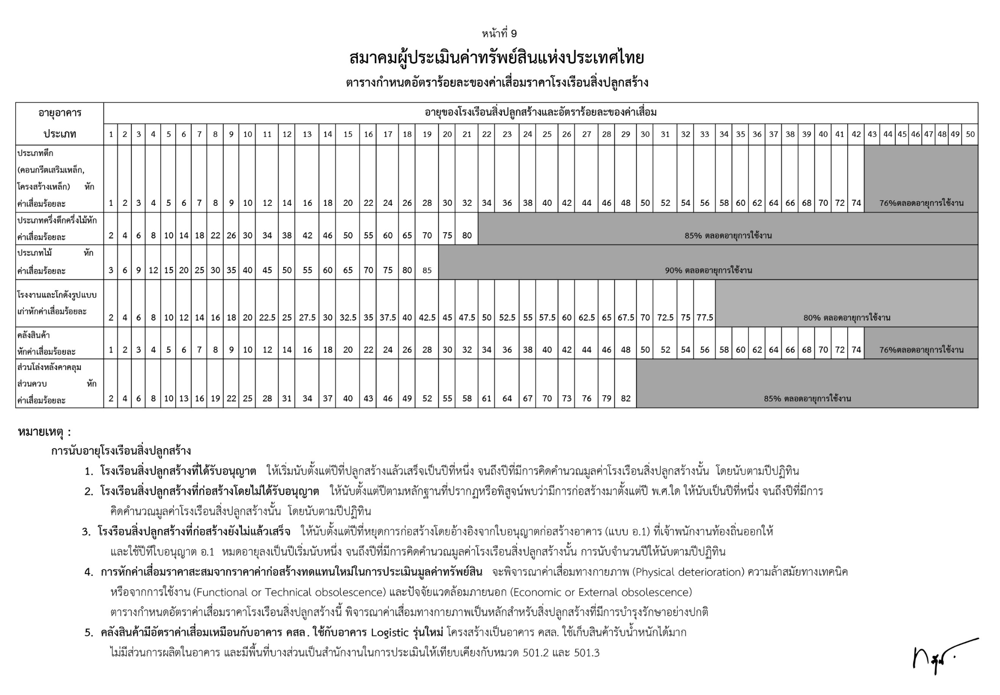 หน้าที่ 9
สมาคมผู้ประเมินค่าทรัพย์สินแห่งประเทศไทย
ตารางกำหนดอัตราร้อยละของค่าเสื่อมราคาโรงเรือนสิ่งปลูกสร้าง
อายุอาคาร อายุของโรงเรือนสิ่งปลูกสร้างและอัตราร้อยละของค่าเสื่อม
ประเภท 1 2 3 4 5 6 7 8 9 10 11 12 13 14 15 16 17 18 19 20 21 22 23 24 25 26 27 28 29 30 31 32 33 34 35 36 37 38 39 40 41 42 43 44 45 46 47 48 49 50
ประเภทตึก
(คอนกรีตเสริมเหล็ก,
โครงสร้างเหล็ก) หัก
ค่าเสื่อมร้อยละ 1 2 3 4 5 6 7 8 9 10 12 14 16 18 20 22 24 26 28 30 32 34 36 38 40 42 44 46 48 50 52 54 56 58 60 62 64 66 68 70 72 74 76%ตลอดอายุการใช้งาน
ประเภทครึ่งตึกครึ่งไม้หัก
ค่าเสื่อมร้อยละ 2 4 6 8 10 14 18 22 26 30 34 38 42 46 50 55 60 65 70 75 80 85% ตลอดอายุการใช้งาน
ประเภทไม้ หัก
ค่าเสื่อมร้อยละ 3 6 9 12 15 20 25 30 35 40 45 50 55 60 65 70 75 80 85 90% ตลอดอายุการใช้งาน
โรงงานและโกดังรูปแบบ
เก่าหักค่าเสื่อมร้อยละ 2 4 6 8 10 12 14 16 18 20 22.5 25 27.5 30 32.5 35 37.5 40 42.5 45 47.5 50 52.5 55 57.5 60 62.5 65 67.5 70 72.5 75 77.5 80% ตลอดอายุการใช้งาน
คลังสินค้า
หักค่าเสื่อมร้อยละ 1 2 3 4 5 6 7 8 9 10 12 14 16 18 20 22 24 26 28 30 32 34 36 38 40 42 44 46 48 50 52 54 56 58 60 62 64 66 68 70 72 74 76%ตลอดอายุการใช้งาน
ส่วนโล่งหลังคาคลุม
ส่วนควบ หัก
ค่าเสื่อมร้อยละ 2 4 6 8 10 13 16 19 22 25 28 31 34 37 40 43 46 49 52 55 58 61 64 67 70 73 76 79 82 85% ตลอดอายุการใช้งาน
หมายเหตุ :
การนับอายุโรงเรือนสิ่งปลูกสร้าง
1. โรงเรือนสิ่งปลูกสร้างที่ได้รับอนุญาต ให้เริ่มนับตั้งแต่ปีที่ปลูกสร้างแล้วเสร็จเป็นปีที่หนึ่ง จนถึงปีที่มีการคิดคำนวณมูลค่าโรงเรือนสิ่งปลูกสร้างนั้น โดยนับตามปีปฏิทิน
2. โรงเรือนสิ่งปลูกสร้างที่ก่อสร้างโดยไม่ได้รับอนุญาต ให้นับตั้งแต่ปีตามหลักฐานที่ปรากฏหรือพิสูจน์พบว่ามีการก่อสร้างมาตั้งแต่ปี พ.ศ.ใด ให้นับเป็นปีที่หนึ่ง จนถึงปีที่มีการ
คิดคำนวณมูลค่าโรงเรือนสิ่งปลูกสร้างนั้น โดยนับตามปีปฏิทิน
3. โรงรือนสิ่งปลูกสร้างที่ก่อสร้างยังไม่แล้วเสร็จ ให้นับตั้งแต่ปีที่หยุดการก่อสร้างโดยอ้างอิงจากใบอนุญาตก่อสร้างอาคาร (แบบ อ.1) ที่เจ้าพนักงานท้องถิ่นออกให้
และใช้ปีทีใบอนุญาต อ.1 หมดอายุลงเป็นปีเริ่มนับหนึ่ง จนถึงปีที่มีการคิดคำนวณมูลค่าโรงเรือนสิ่งปลูกสร้างนั้น การนับจำนวนปีให้นับตามปีปฏิทิน
4. การหักค่าเสื่อมราคาสะสมจากราคาค่าก่อสร้างทดแทนใหม่ในการประเมินมูลค่าทรัพย์สิน จะพิจารณาค่าเสื่อมทางกายภาพ (Physical deterioration) ความล้าสมัยทางเทคนิค
หรือจากการใช้งาน (Functional or Technical obsolescence) และปัจจัยแวดล้อมภายนอก (Economic or External obsolescence)
ตารางกำหนดอัตราค่าเสื่อมราคาโรงเรือนสิ่งปลูกสร้างนี้ พิจารณาค่าเสื่อมทางกายภาพเป็นหลักสำหรับสิ่งปลูกสร้างที่มีการบำรุงรักษาอย่างปกติ
5. คลังสินค้ามีอัตราค่าเสื่อมเหมือนกับอาคาร คสล. ใช้กับอาคาร Logistic รุ่นใหม่ โครงสร้างเป็นอาคาร คสล. ใช้เก็บสินค้ารับน้ำหนักได้มาก
ไม่มีส่วนการผลิตในอาคาร และมีพื้นที่บางส่วนเป็นสำนักงานในการประเมินให้เทียบเคียงกับหมวด 501.2 และ 501.3